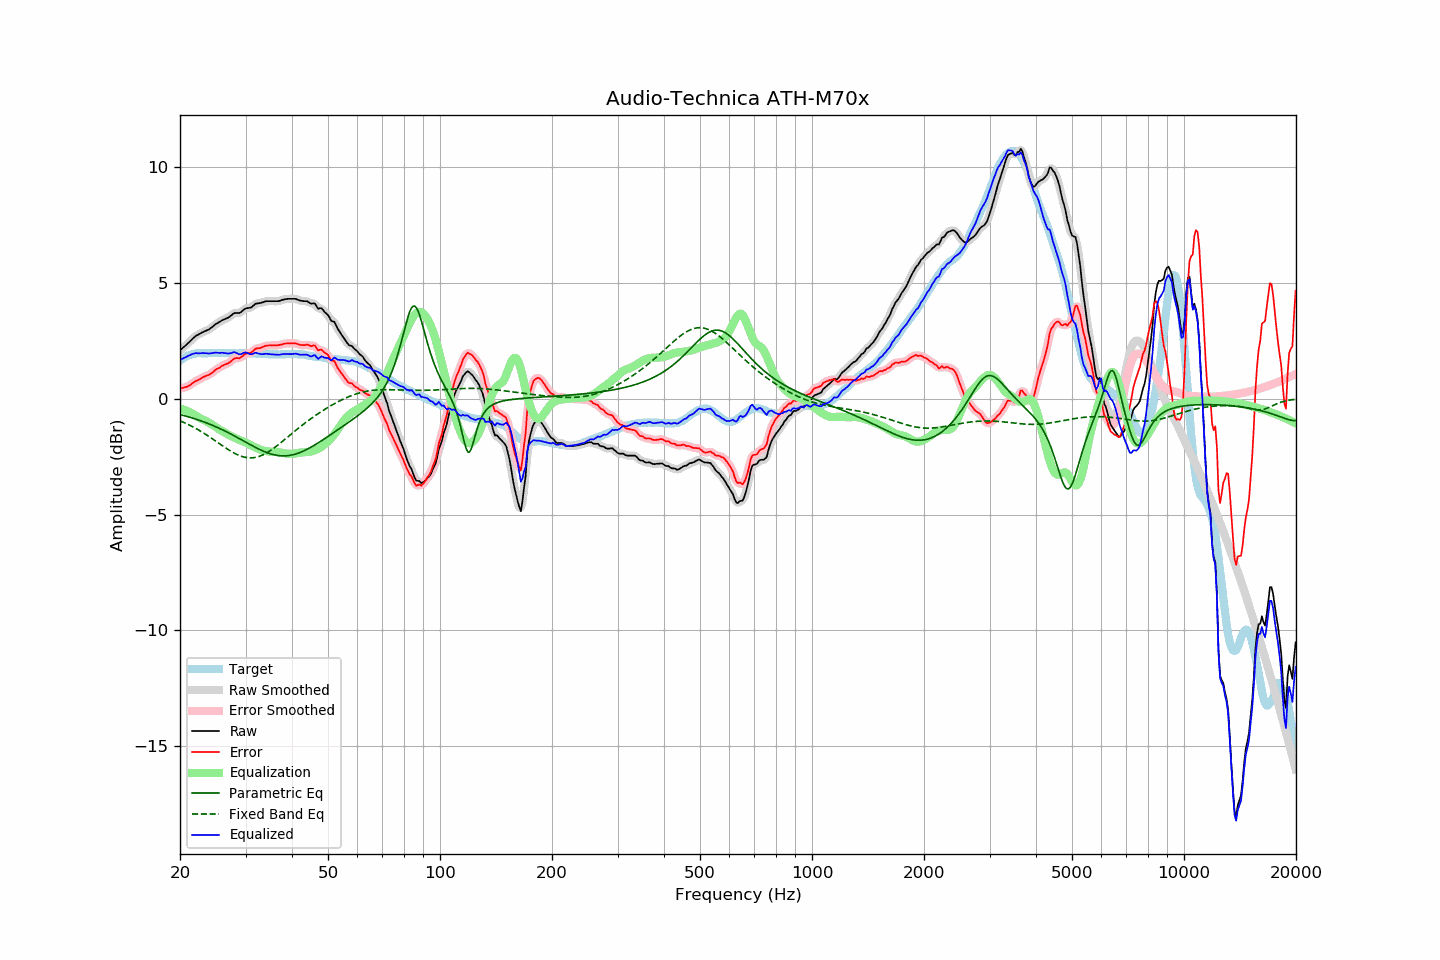 Audio-Technica ATH-M70x
Amplitude (dBr)
10
5
0
−5
−10
−15
Target
Raw Smoothed
Error Smoothed
Raw
Error
Equalization
Parametric Eq
Fixed Band Eq
Equalized
20 50 100 200 500 1000 2000 5000 10000 20000
Frequency (Hz)